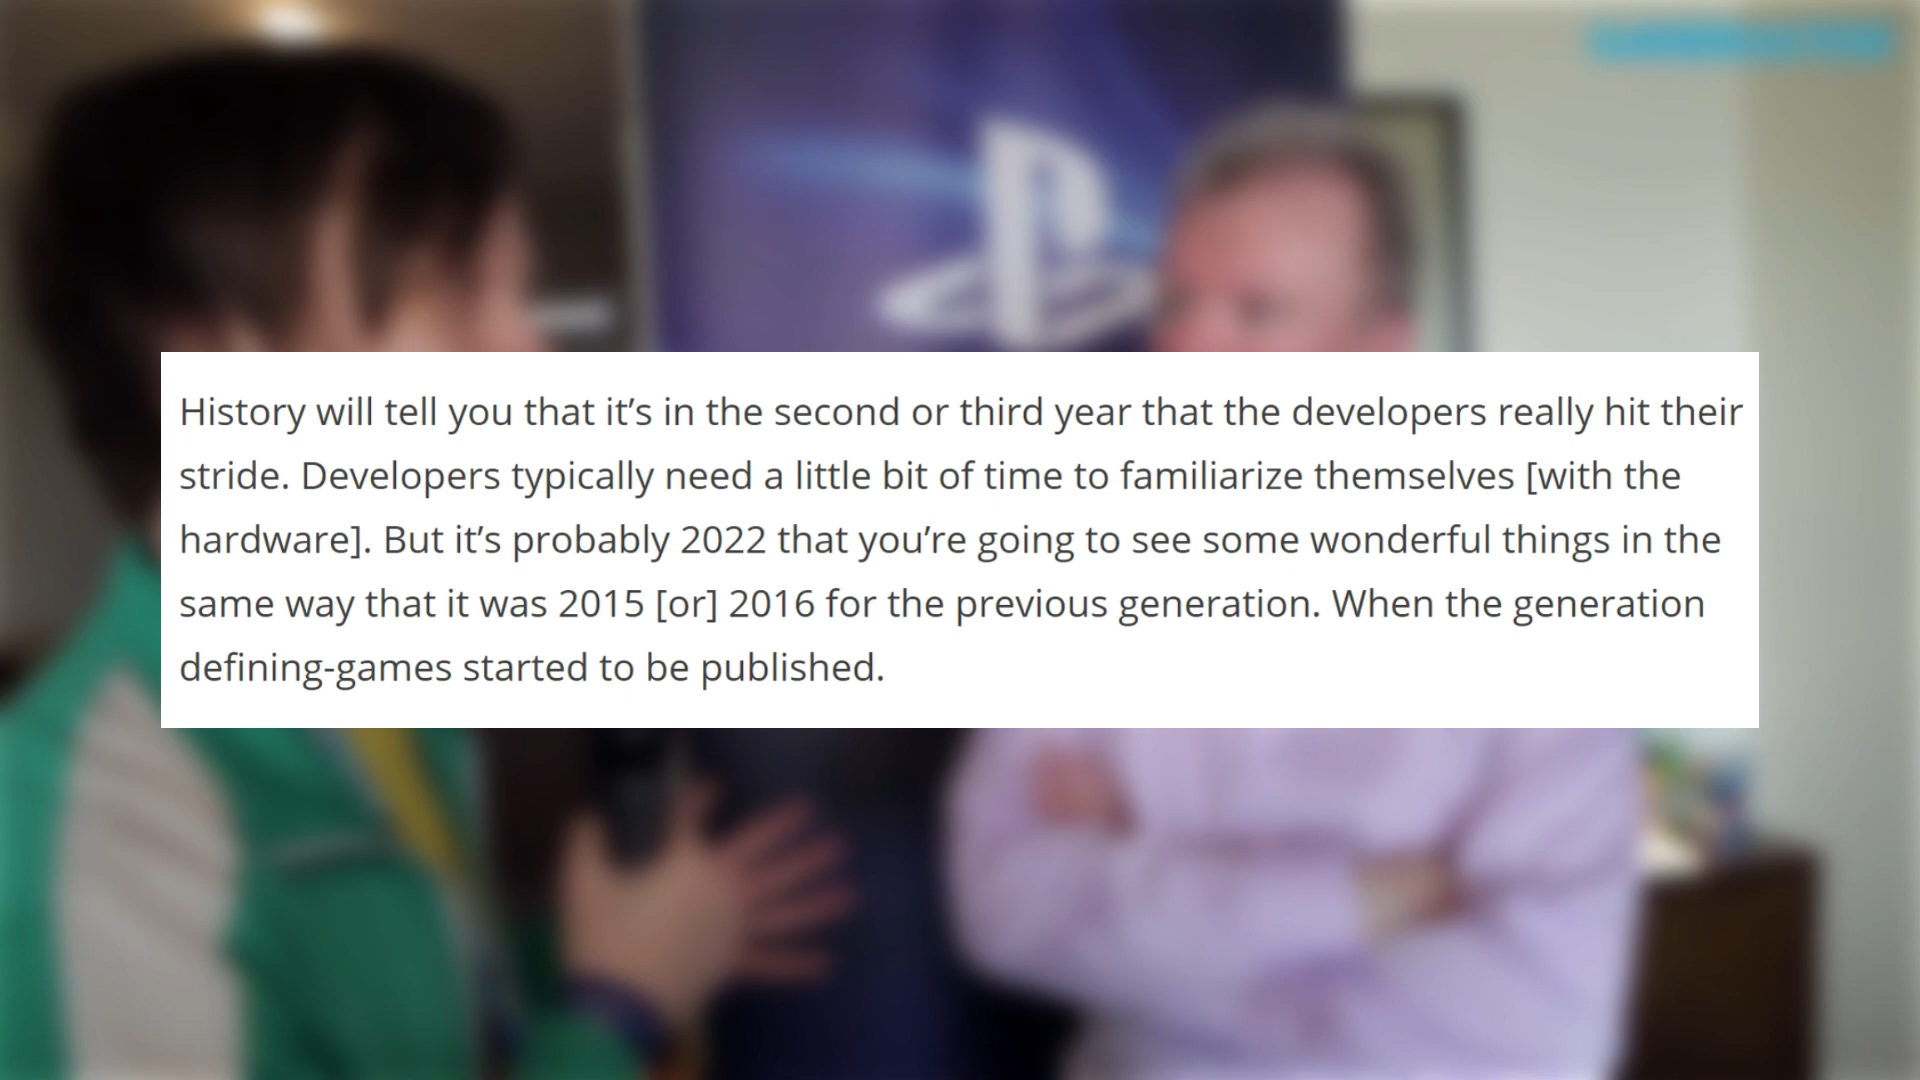 History will tell you that it’s in the second or third year that the developers really hit their
stride. Developers typically need a little bit of time to familiarize themselves [with the
hardware]. But it’s probably 2022 that you’re going to see some wonderful things in the
same way that it was 2015 [or] 2016 for the previous generation. When the generation
defining-games started to be published.